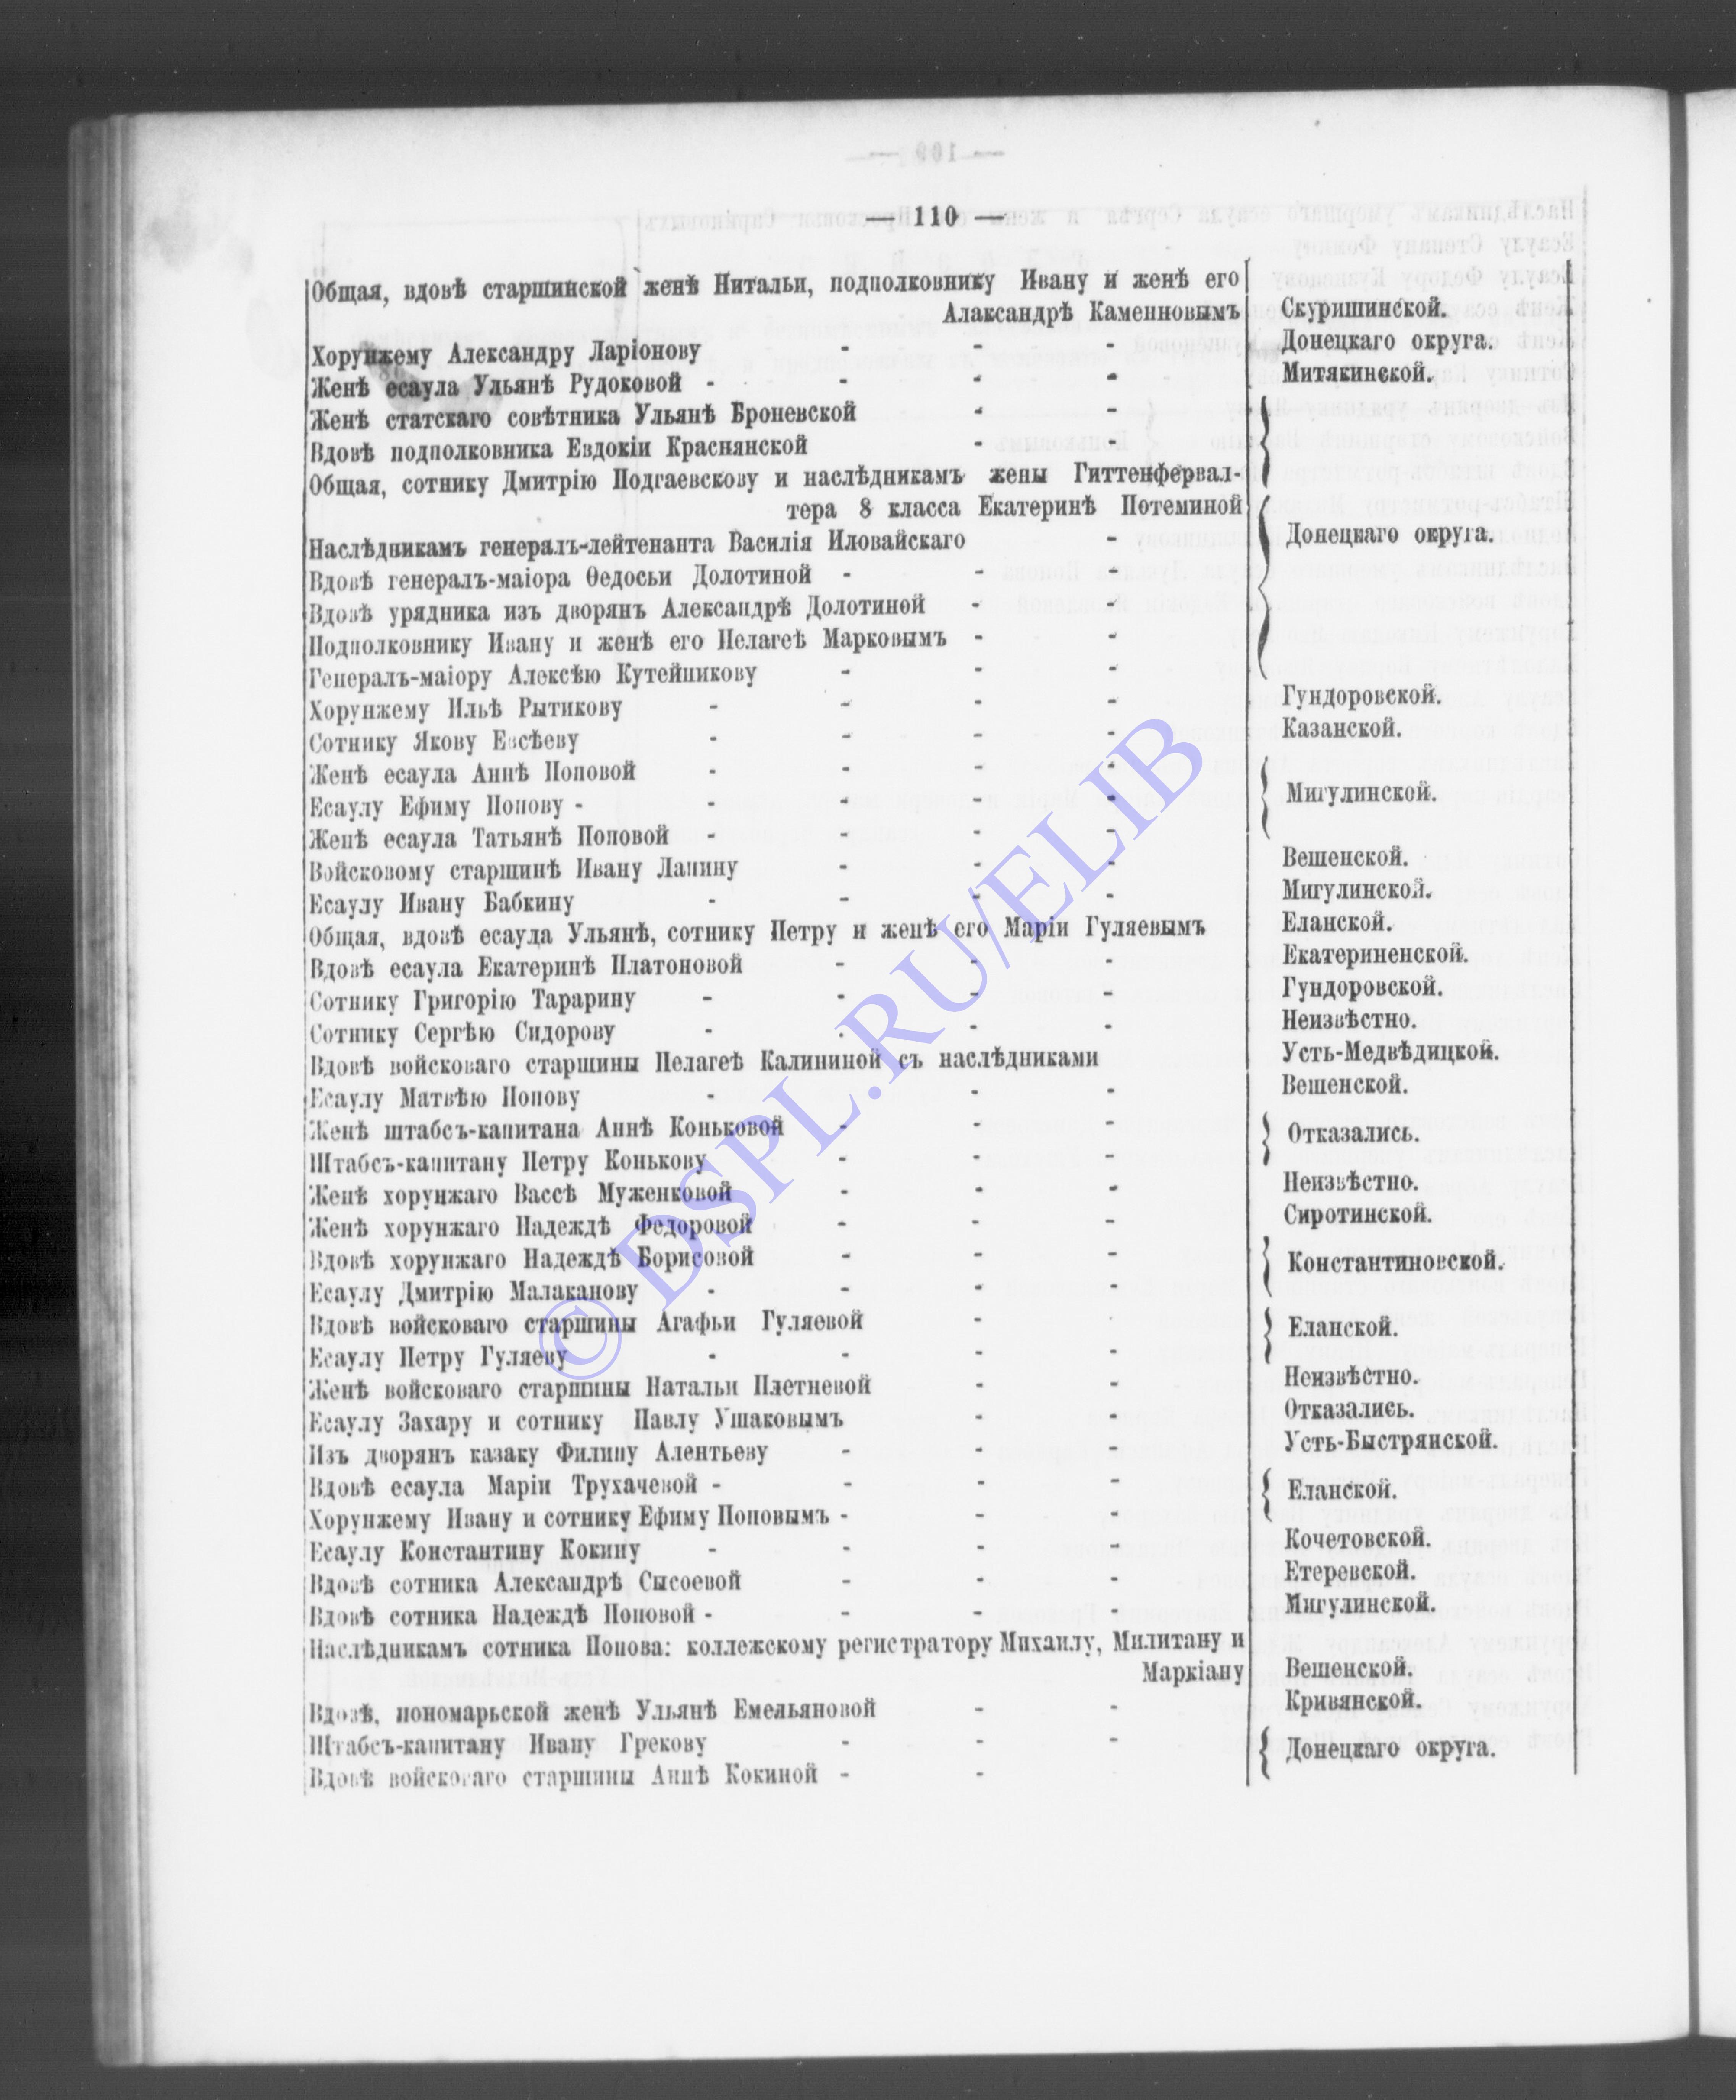 — 110 —
Общая, вдовѣ старшинской женѣ Нитальи, подполковнику Ивану и женѣ его
Алаксандрѣ Каменновымъ Скуришинской.
Хорунжему Александру Ларіонову - - - Донецкаго округа.
Женѣ есаула Ульянѣ Рудоковой - - - - Митякинской.
Женѣ статскаго совѣтника Ульянѣ Броневской - -
Вдовѣ подполковника Евдокіи Краснянской - -
Общая, сотнику Дмитрію Подгаевскову и наслѣдникамъ жены Гиттенфервал-
тера 8 класса Екатеринѣ Потеминой
Наслѣдникамъ генералъ-лейтенанта Василія Иловайскаго - Донецкаго округа.
Вдовѣ генералъ-маіора Ѳедосьи Долотиной - - -
Вдовѣ урядника изъ дворянъ Александрѣ Долотиной - -
Подполковнику Ивану и женѣ его Пелагеѣ Марковымъ - -
Генералъ-маіору Алексѣю Кутейникову - - -
Хорунжему Ильѣ Рытикову - - - - Гундоровской.
Сотнику Якову Евсѣеву - - - - Казанской.
Женѣ есаула Аннѣ Поповой - - - -
Есаулу Ефиму Попову - - - - - Мигулинской.
Женѣ есаула Татьянѣ Поповой - - - -
Войсковому старшинѣ Ивану Лапину - - - Вешенской.
Есаулу Ивану Бабкину - - - - Мигулинской.
Общая, вдовѣ есаула Ульянѣ, сотнику Петру и женѣ его Маріи Гуляевымъ Еланской.
Вдовѣ есаула Екатеринѣ Платоновой - - - Екатериненской.
Сотнику Григорію Тарарину - - - - Гундоровской.
Сотнику Сергѣю Сидорову - - - - Неизвѣстно.
Вдовѣ войсковаго старшины Пелагеѣ Калининой съ наслѣдниками Усть-Медвѣдицкой.
Есаулу Матвѣю Попову - - - Вешенской.
Женѣ штабсъ-капитана Аннѣ Коньковой - - -
Штабсъ-капитану Петру Конькову - - - Отказались.
Женѣ хорунжаго Вассѣ Муженковой - - - Неизвѣстно.
Женѣ хорунжаго Надеждѣ Федоровой - - - Сиротинской.
Вдовѣ хорунжаго Надеждѣ Борисовой - - -
Есаулу Дмитрію Малаканову - - - - Константиновской.
Вдовѣ войсковаго старшины Агафьи Гуляевой -
Есаулу Петру Гуляеву - - - - Еланской.
Женѣ войсковаго старшины Натальи Плетневой - - Неизвѣстно.
Есаулу Захару и сотнику Павлу Ушаковымъ - - Отказались.
Изъ дворянъ казаку Филипу Алентьеву - - - Усть-Быстрянской.
Вдовѣ есаула Маріи Трухачевой - - - -
Хорунжему Ивану и сотнику Ефиму Поповымъ - - - Еланской.
Есаулу Константину Кокину - - - - Кочетовской.
Вдовѣ сотника Александрѣ Сысоевой - - - Етеревской.
Вдовѣ сотника Надеждѣ Поповой - - - Мигулинской.
Наслѣдникамъ сотника Попова: коллежскому регистратору Михаилу, Милитану и
Маркіану Вешенской.
Вдовѣ, пономарьской женѣ Ульянѣ Емельяновой - - Кривянской.
Штабсъ-капитану Ивану Грекову - - -
Вдовѣ войсковаго старшины Аннѣ Кокиной - - Донецкаго округа.
© DSPL.RU/ELIB